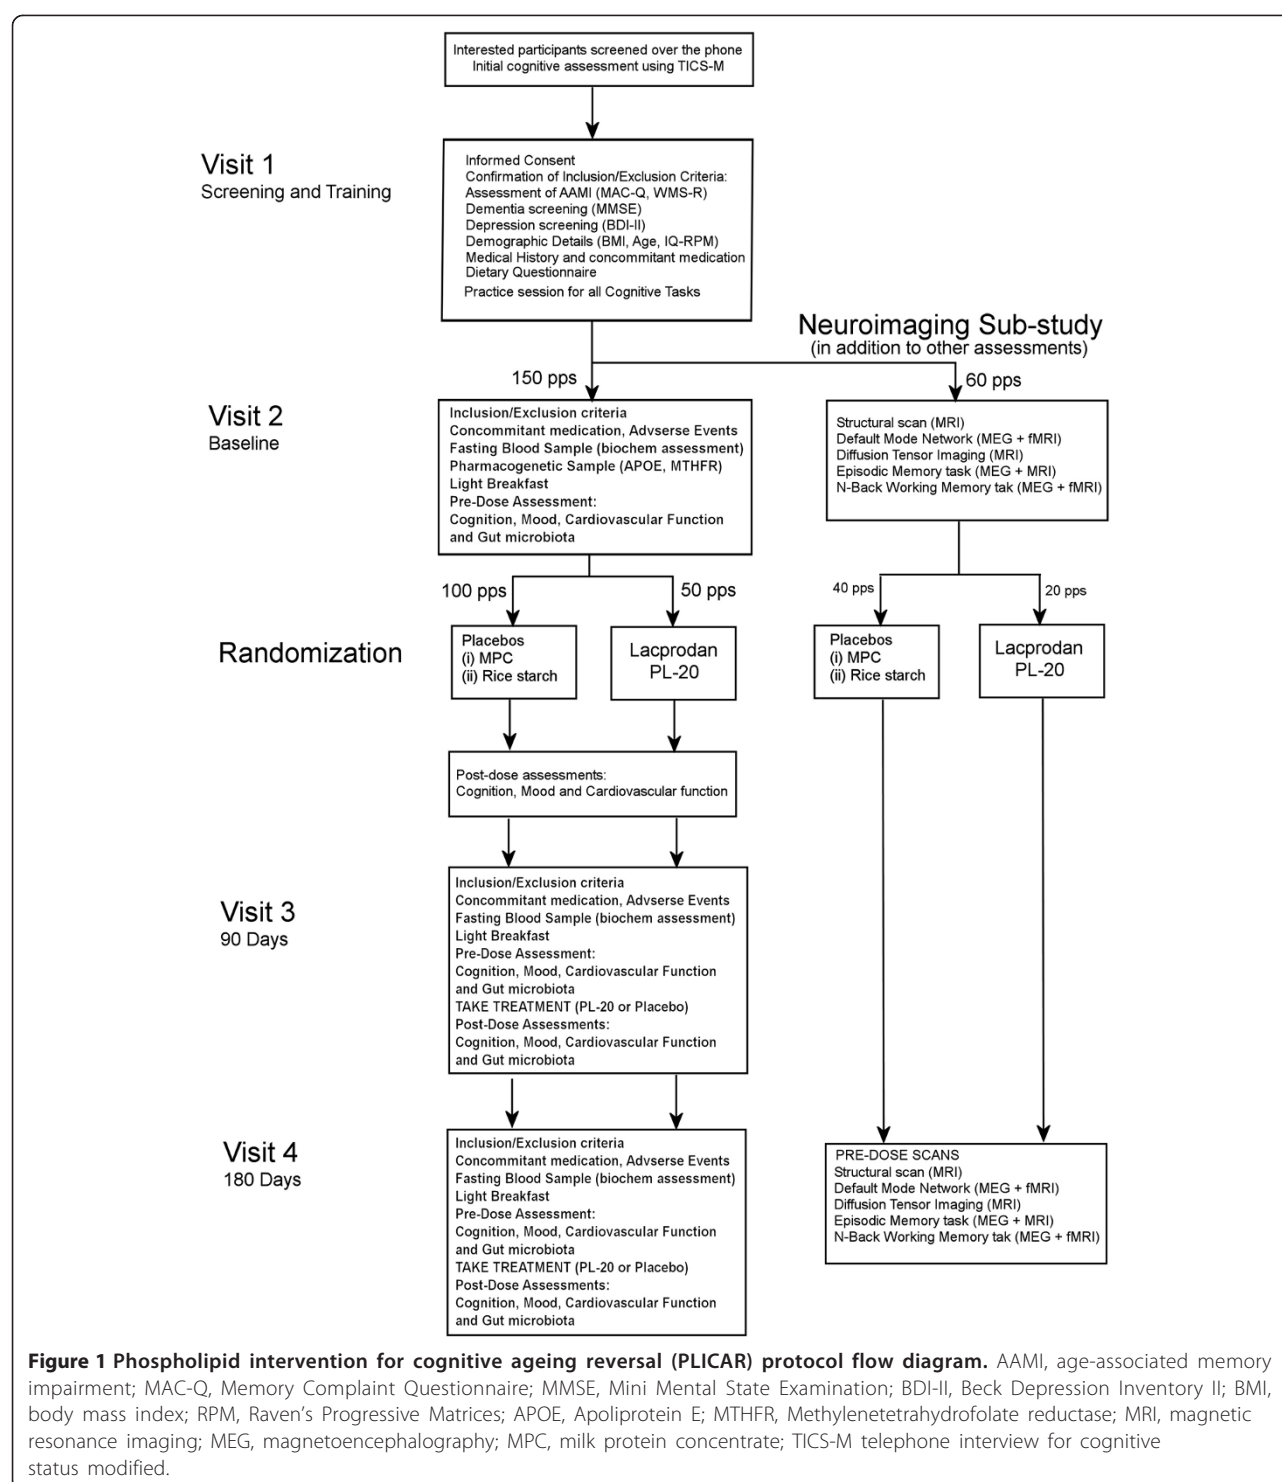 Interested participants screened over the phone
Initial cognitive assessment using TICS-M
Visit 1
Screening and Training
Informed Consent
Confirmation of Inclusion/Exclusion Criteria:
Assessment of AAMI (MAC-Q, WMS-R)
Dementia screening (MMSE)
Depression screening (BDI-II)
Demographic Details (BMI, Age, IQ-RPM)
Medical History and concommitant medication
Dietary Questionnaire
Practice session for all Cognitive Tasks
Neuroimaging Sub-study
(in addition to other assessments)
150 pps
60 pps
Visit 2
Baseline
Inclusion/Exclusion criteria
Concommitant medication, Advserse Events
Fasting Blood Sample (biochem assessment)
Pharmacogenetic Sample (APOE, MTHFR)
Light Breakfast
Pre-Dose Assessment:
Cognition, Mood, Cardiovascular Function
and Gut microbiota
Structural scan (MRI)
Default Mode Network (MEG + fMRI)
Diffusion Tensor Imaging (MRI)
Episodic Memory task (MEG + MRI)
N-Back Working Memory tak (MEG + fMRI)
100 pps
50 pps
40 pps
20 pps
Randomization
Placebos
(i) MPC
(ii) Rice starch
Lacprodan
PL-20
Placebos
(i) MPC
(ii) Rice starch
Lacprodan
PL-20
Post-dose assessments:
Cognition, Mood and Cardiovascular function
Visit 3
90 Days
Inclusion/Exclusion criteria
Concommitant medication, Advserse Events
Fasting Blood Sample (biochem assessment)
Light Breakfast
Pre-Dose Assessment:
Cognition, Mood, Cardiovascular Function
and Gut microbiota
TAKE TREATMENT (PL-20 or Placebo)
Post-Dose Assessments:
Cognition, Mood, Cardiovascular Function
and Gut microbiota
Visit 4
180 Days
Inclusion/Exclusion criteria
Concommitant medication, Advserse Events
Fasting Blood Sample (biochem assessment)
Light Breakfast
Pre-Dose Assessment:
Cognition, Mood, Cardiovascular Function
and Gut microbiota
TAKE TREATMENT (PL-20 or Placebo)
Post-Dose Assessments:
Cognition, Mood, Cardiovascular Function
and Gut microbiota
PRE-DOSE SCANS
Structural scan (MRI)
Default Mode Network (MEG + fMRI)
Diffusion Tensor Imaging (MRI)
Episodic Memory task (MEG + MRI)
N-Back Working Memory tak (MEG + fMRI)
Figure 1 Phospholipid intervention for cognitive ageing reversal (PLICAR) protocol flow diagram. AAMI, age-associated memory
impairment; MAC-Q, Memory Complaint Questionnaire; MMSE, Mini Mental State Examination; BDI-II, Beck Depression Inventory II; BMI,
body mass index; RPM, Raven's Progressive Matrices; APOE, Apoliprotein E; MTHFR, Methylenetetrahydrofolate reductase; MRI, magnetic
resonance imaging; MEG, magnetoencephalography; MPC, milk protein concentrate; TICS-M telephone interview for cognitive
status modified.